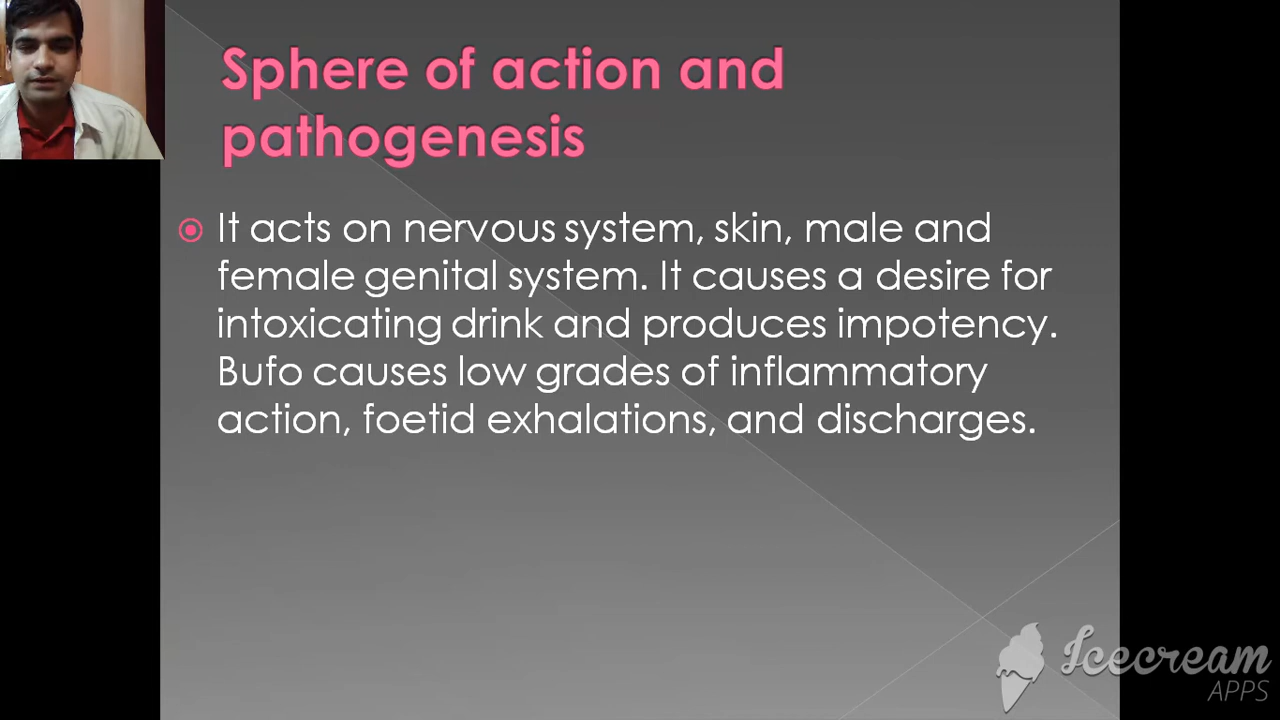 Sphere of action and
pathogenesis
It acts on nervous system, skin, male and
female genital system. It causes a desire for
intoxicating drink and produces impotency.
Bufo causes low grades of inflammatory
action, foetid exhalations, and discharges.
Icecream
APPS